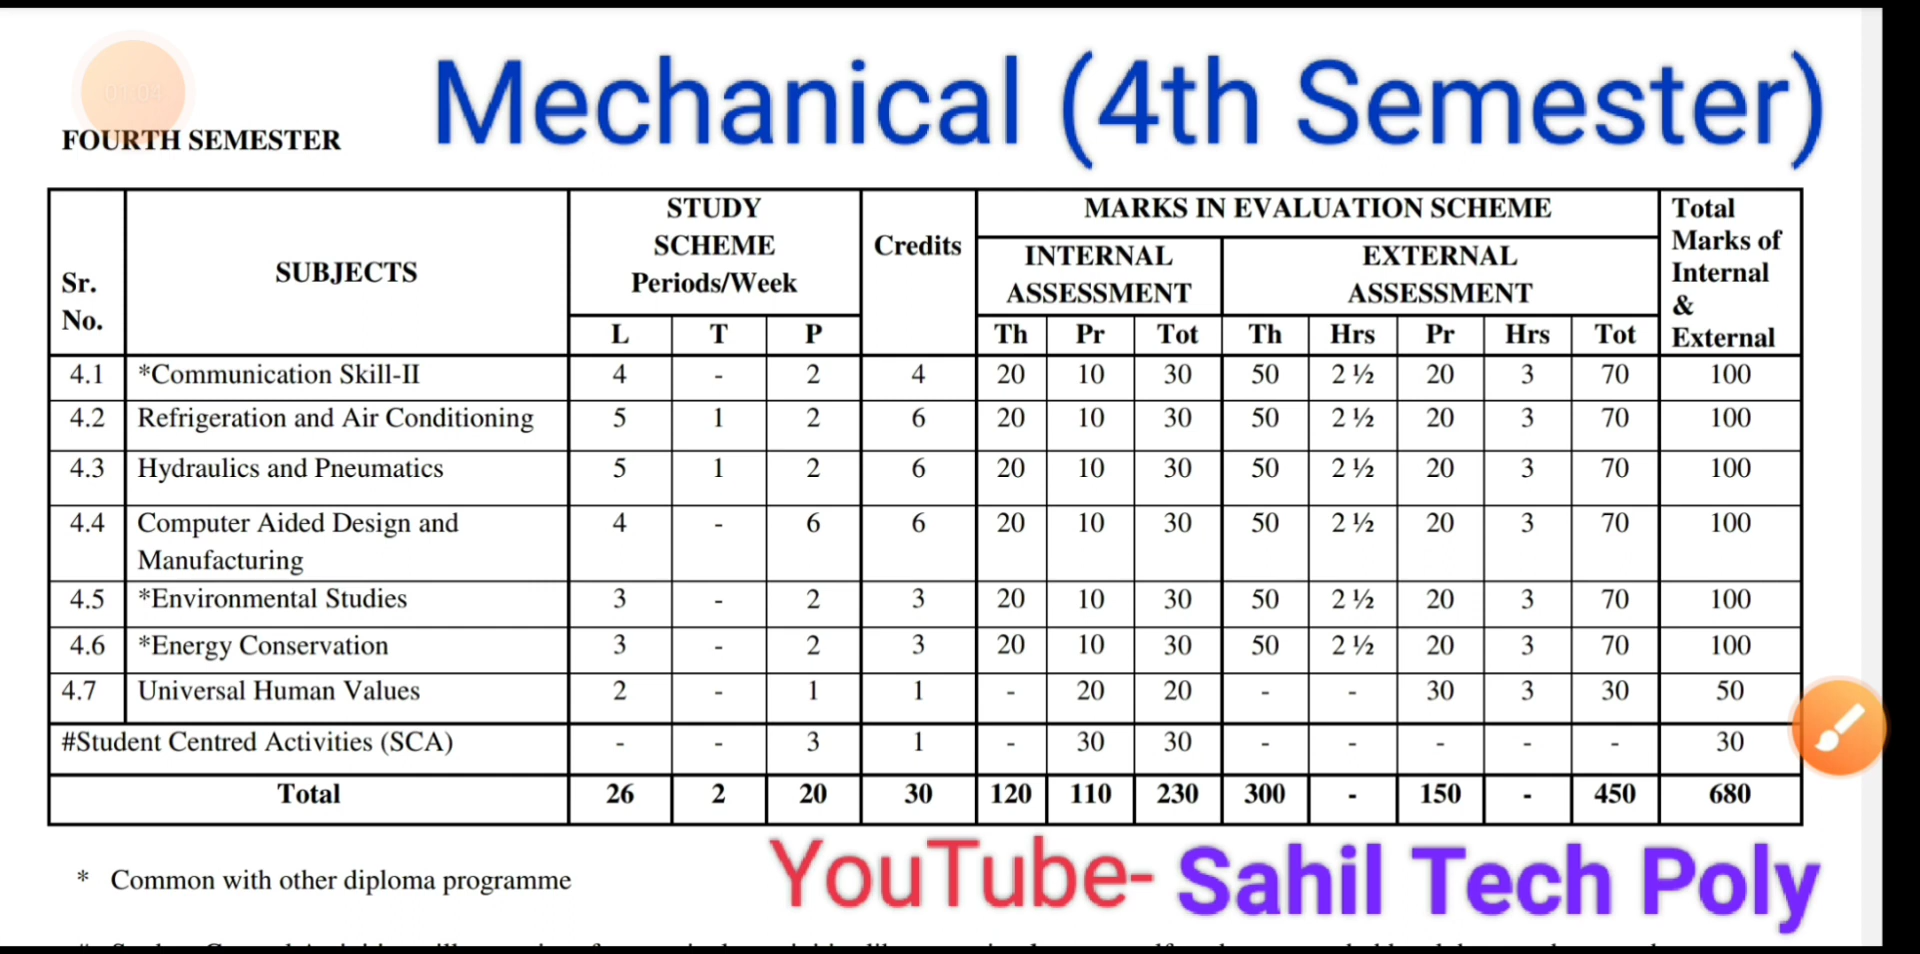 01:04
Mechanical (4th Semester)
FOURTH SEMESTER
Sr. No. | SUBJECTS | STUDY SCHEME Periods/Week | Credits | MARKS IN EVALUATION SCHEME | Total Marks of Internal & External
INTERNAL ASSESSMENT | EXTERNAL ASSESSMENT
L | T | P | Th | Pr | Tot | Th | Hrs | Pr | Hrs | Tot
4.1 | *Communication Skill-II | 4 | - | 2 | 4 | 20 | 10 | 30 | 50 | 2 ½ | 20 | 3 | 70 | 100
4.2 | Refrigeration and Air Conditioning | 5 | 1 | 2 | 6 | 20 | 10 | 30 | 50 | 2 ½ | 20 | 3 | 70 | 100
4.3 | Hydraulics and Pneumatics | 5 | 1 | 2 | 6 | 20 | 10 | 30 | 50 | 2 ½ | 20 | 3 | 70 | 100
4.4 | Computer Aided Design and Manufacturing | 4 | - | 6 | 6 | 20 | 10 | 30 | 50 | 2 ½ | 20 | 3 | 70 | 100
4.5 | *Environmental Studies | 3 | - | 2 | 3 | 20 | 10 | 30 | 50 | 2 ½ | 20 | 3 | 70 | 100
4.6 | *Energy Conservation | 3 | - | 2 | 3 | 20 | 10 | 30 | 50 | 2 ½ | 20 | 3 | 70 | 100
4.7 | Universal Human Values | 2 | - | 1 | 1 | - | 20 | 20 | - | - | 30 | 3 | 30 | 50
#Student Centred Activities (SCA) | - | - | 3 | 1 | - | 30 | 30 | - | - | - | - | - | 30
Total | 26 | 2 | 20 | 30 | 120 | 110 | 230 | 300 | - | 150 | - | 450 | 680
* Common with other diploma programme
YouTube- Sahil Tech Poly